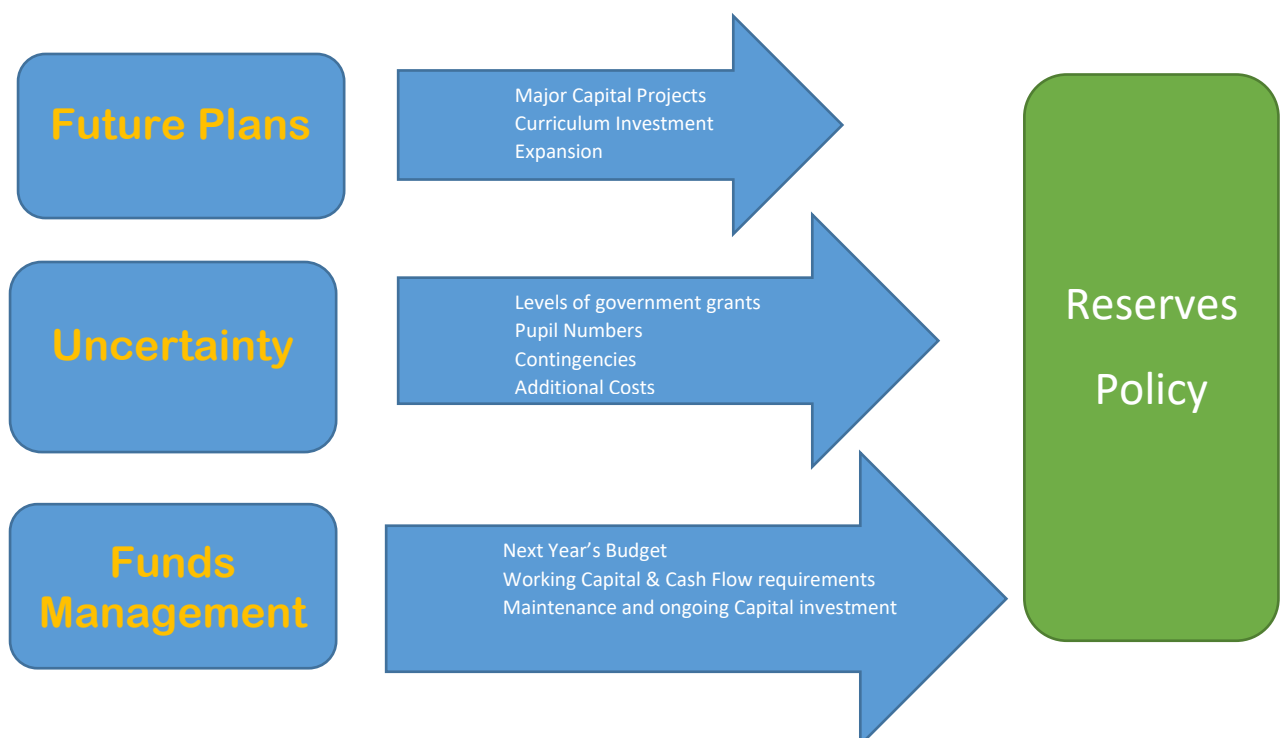 Future Plans
Major Capital Projects
Curriculum Investment
Expansion
Uncertainty
Levels of government grants
Pupil Numbers
Contingencies
Additional Costs
Funds
Management
Next Year’s Budget
Working Capital & Cash Flow requirements
Maintenance and ongoing Capital investment
Reserves
Policy